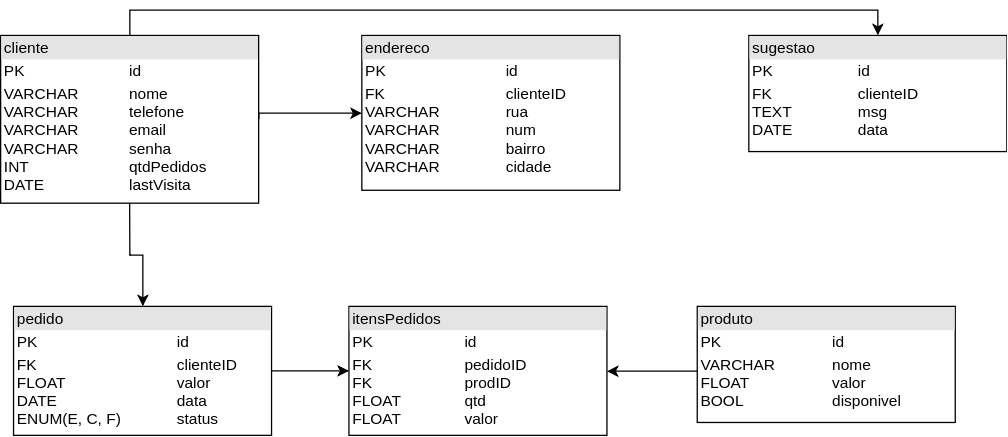 cliente
PK id
VARCHAR nome
VARCHAR telefone
VARCHAR email
VARCHAR senha
INT qtdPedidos
DATE lastVisita
endereco
PK id
FK clienteID
VARCHAR rua
VARCHAR num
VARCHAR bairro
VARCHAR cidade
sugestao
PK id
FK clienteID
TEXT msg
DATE data
pedido
PK id
FK clienteID
FLOAT valor
DATE data
ENUM(E, C, F) status
itensPedidos
PK id
FK pedidoID
FK prodID
FLOAT qtd
FLOAT valor
produto
PK id
VARCHAR nome
FLOAT valor
BOOL disponivel